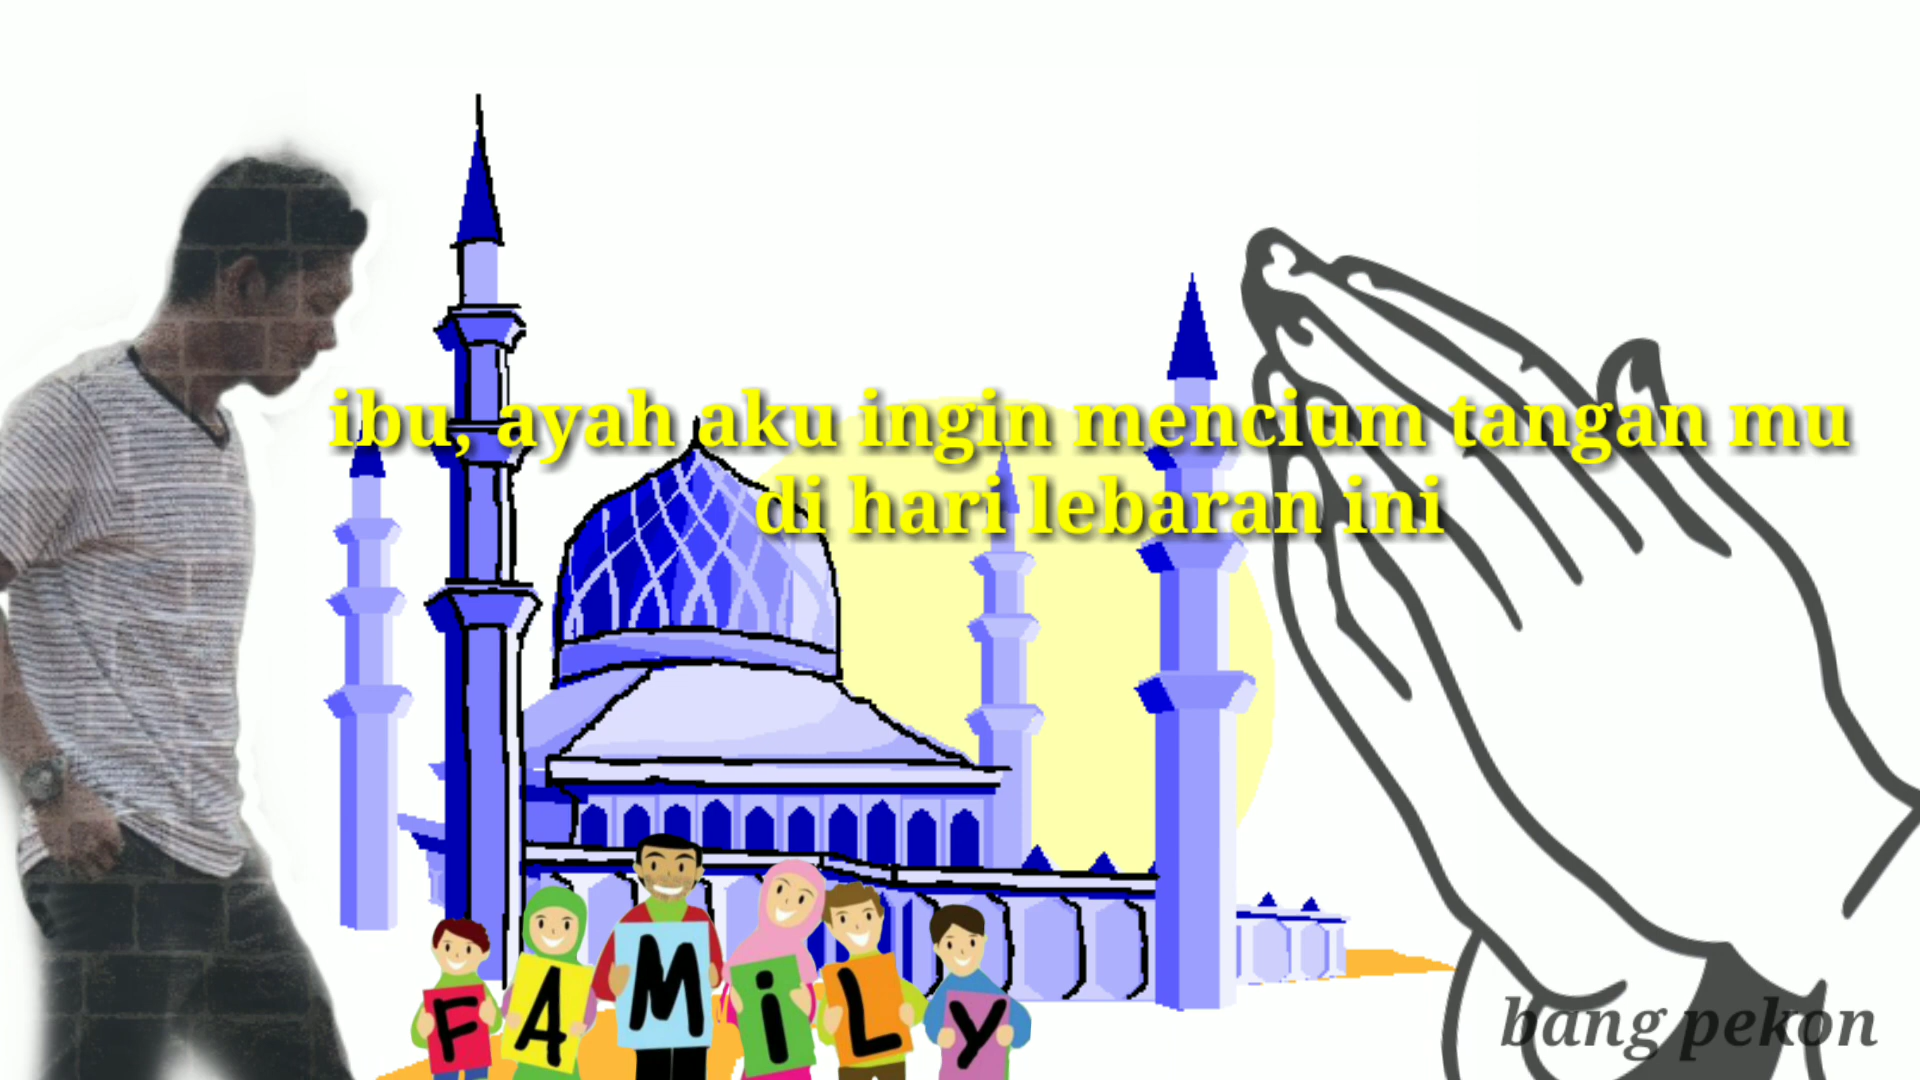 ibu, ayah aku ingin mencium tangan mu
di hari lebaran ini
FAMiLy
bang pekon